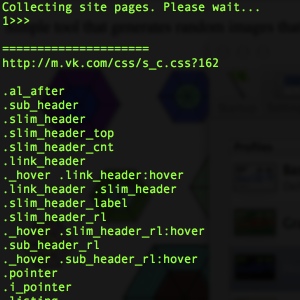 Collecting site pages. Please wait...
1>>>
=====================
http://m.vk.com/css/s_c.css?162
.al_after
.sub_header
.slim_header
.slim_header_top
.slim_header_cnt
.link_header
._hover .link_header:hover
.link_header .slim_header
.slim_header_label
.slim_header_rl
._hover .slim_header_rl:hover
.sub_header_rl
._hover .sub_header_rl:hover
.pointer
.i_pointer
.listing